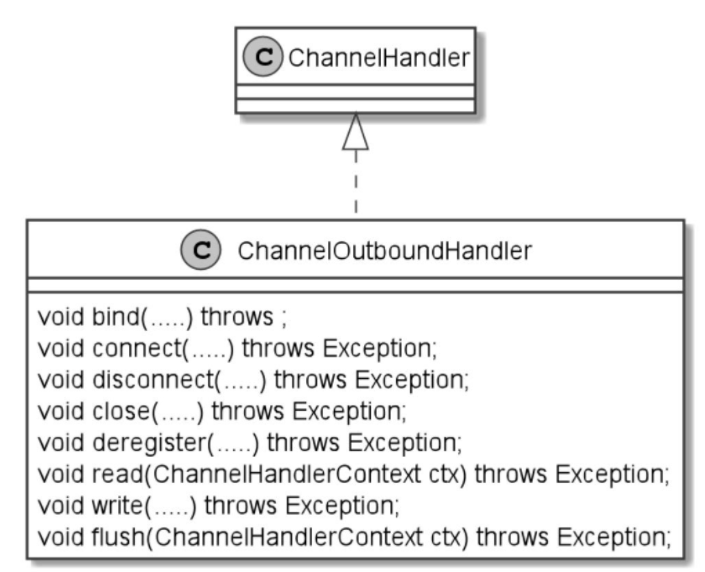 C ChannelHandler
C ChannelOutboundHandler
void bind(.....) throws ;
void connect(.....) throws Exception;
void disconnect(.....) throws Exception;
void close(.....) throws Exception;
void deregister(.....) throws Exception;
void read(ChannelHandlerContext ctx) throws Exception;
void write(.....) throws Exception;
void flush(ChannelHandlerContext ctx) throws Exception;